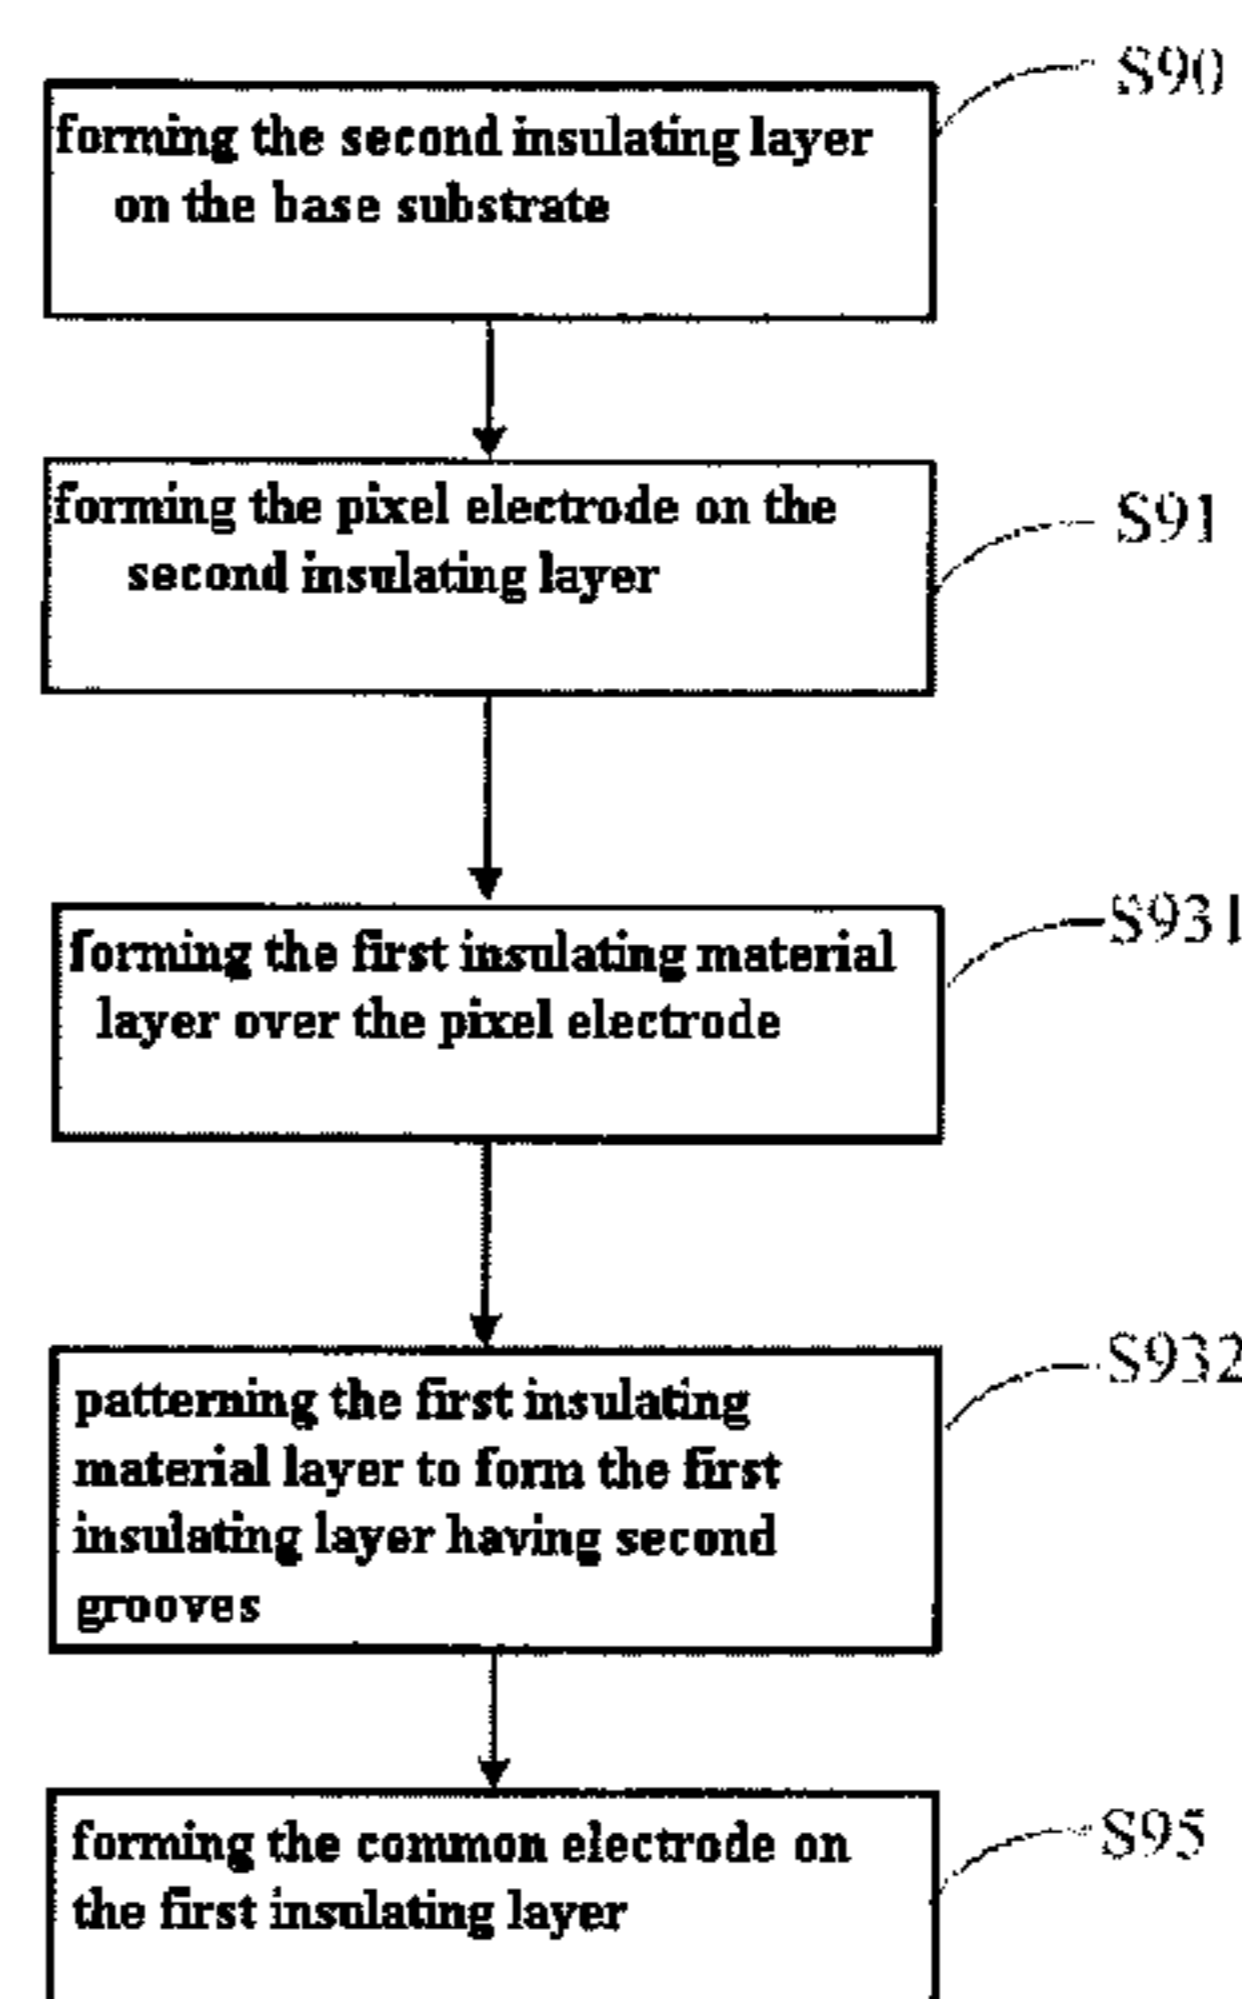 S90
forming the second insulating layer
on the base substrate
S91
forming the pixel electrode on the
second insulating layer
S931
forming the first insulating material
layer over the pixel electrode
S932
patterning the first insulating
material layer to form the first
insulating layer having second
grooves
S95
forming the common electrode on
the first insulating layer